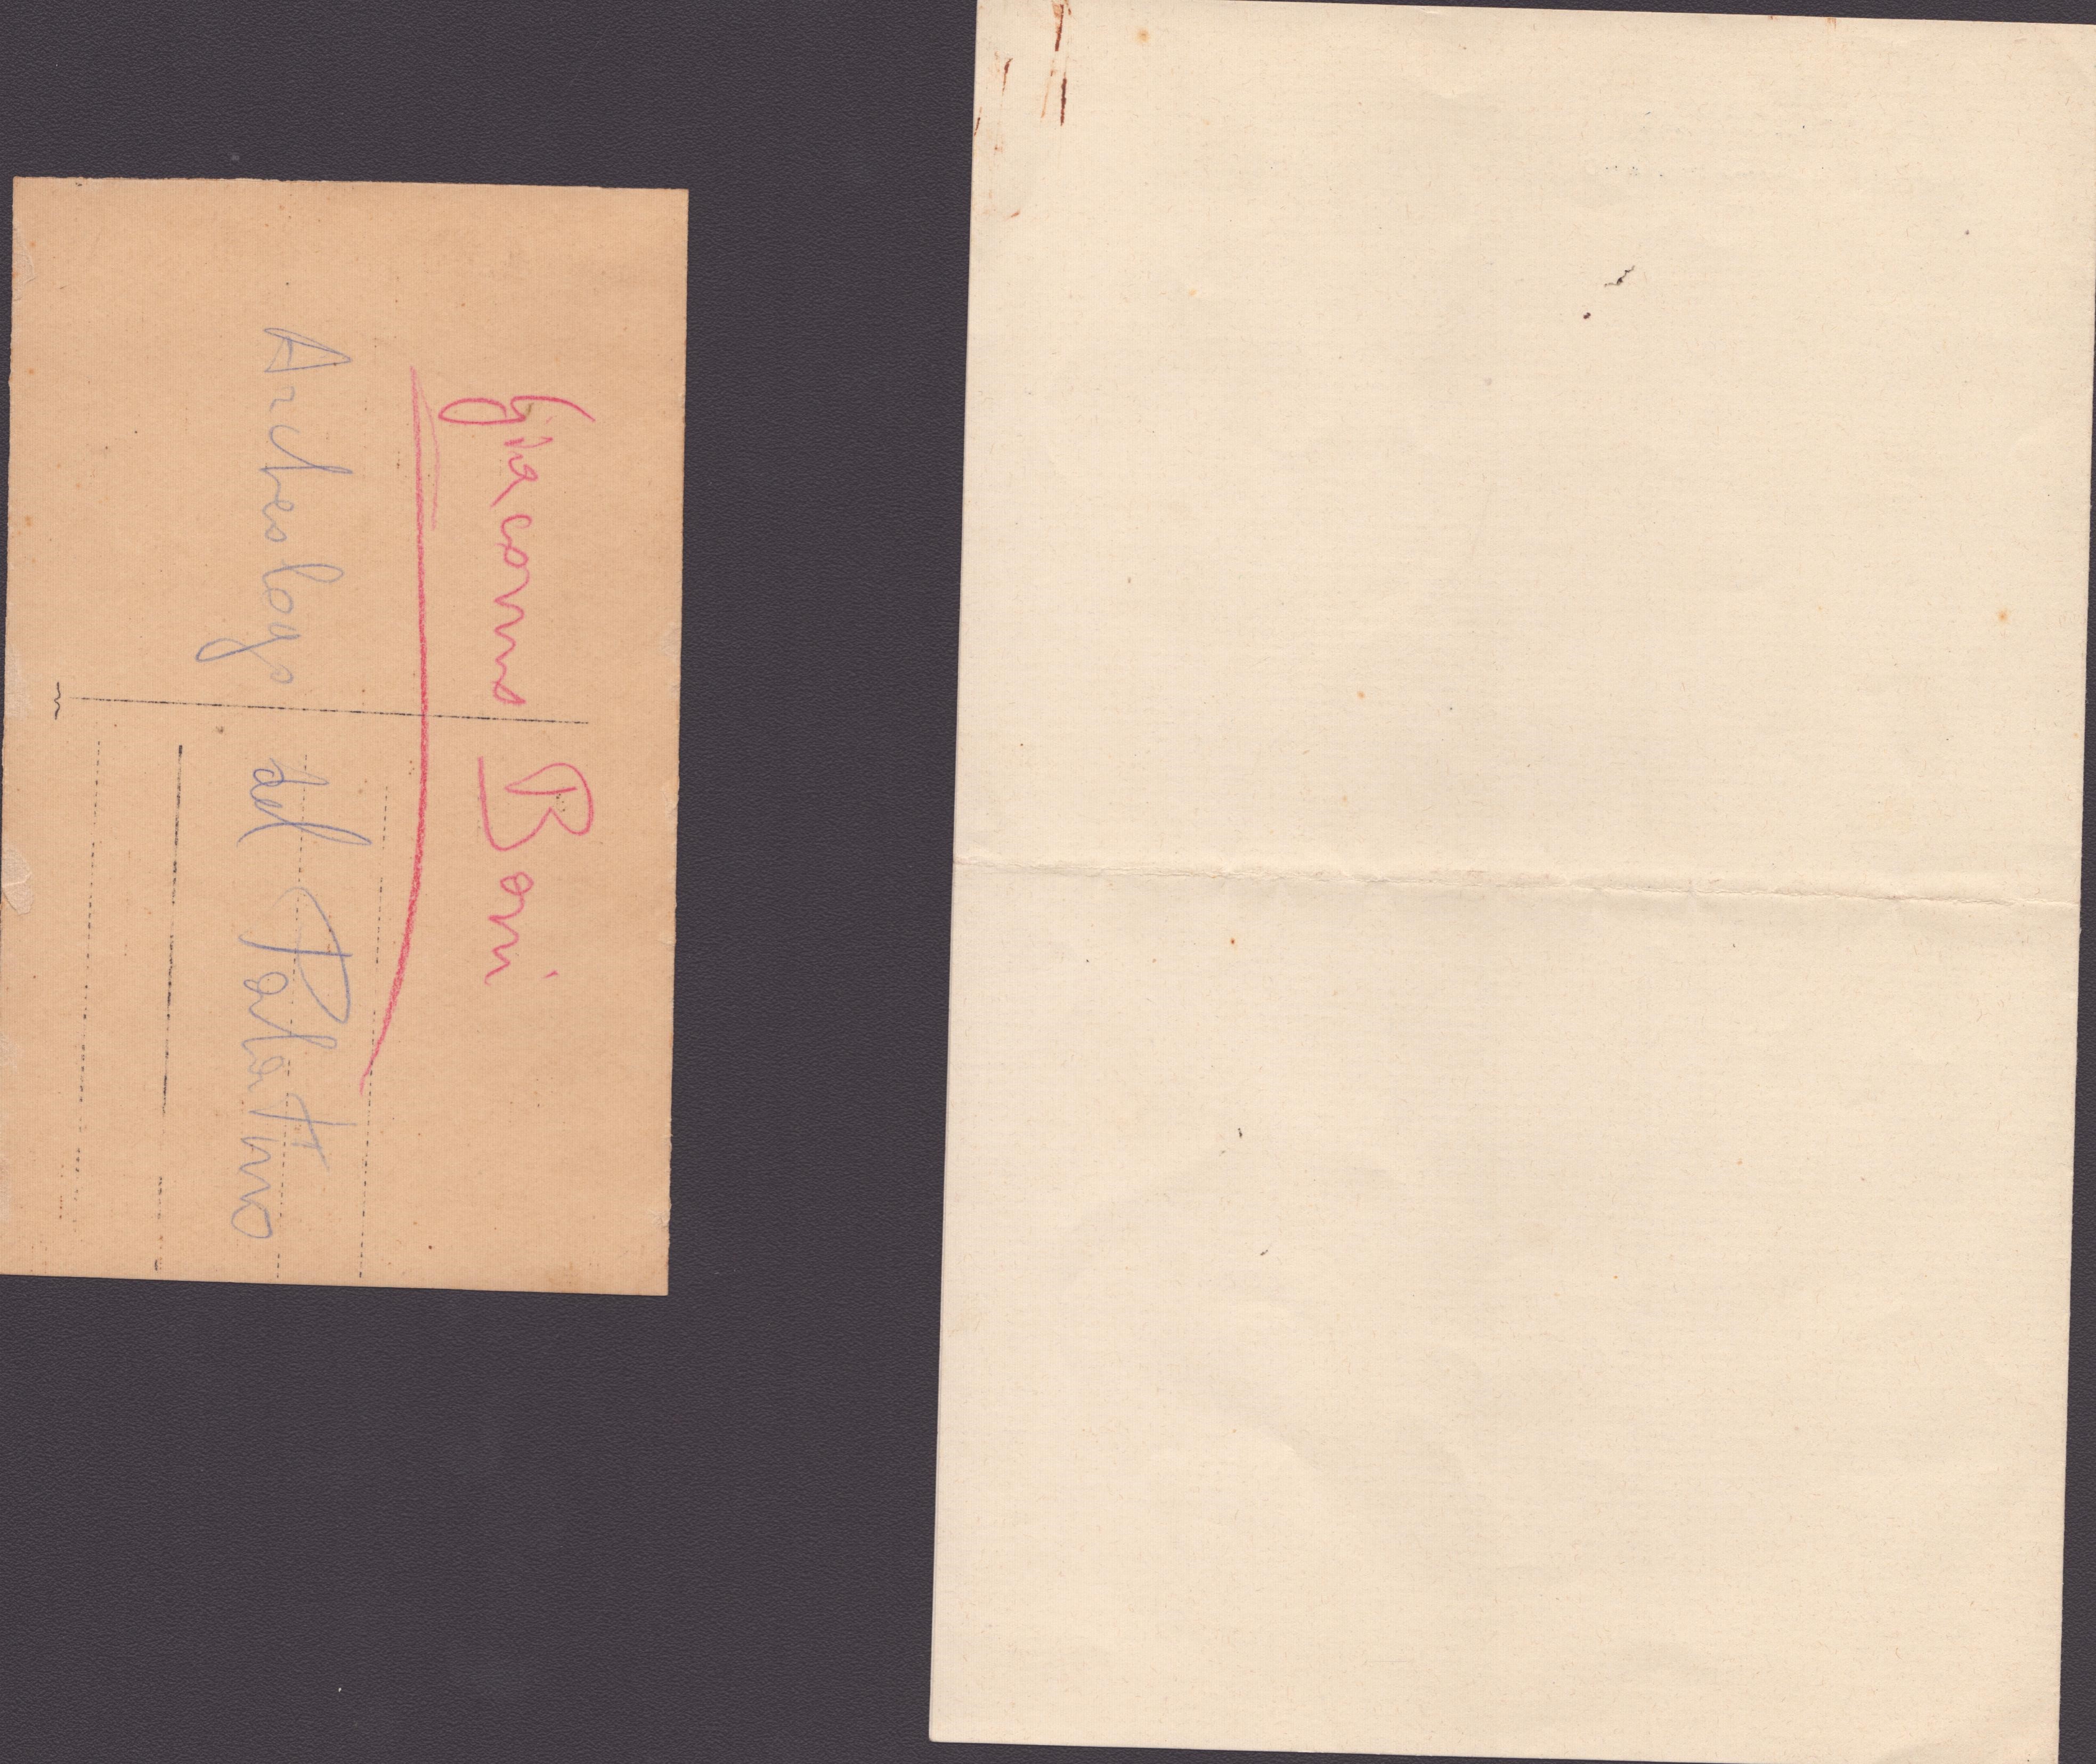 Giacomo Boni
Archeologo del Palatino